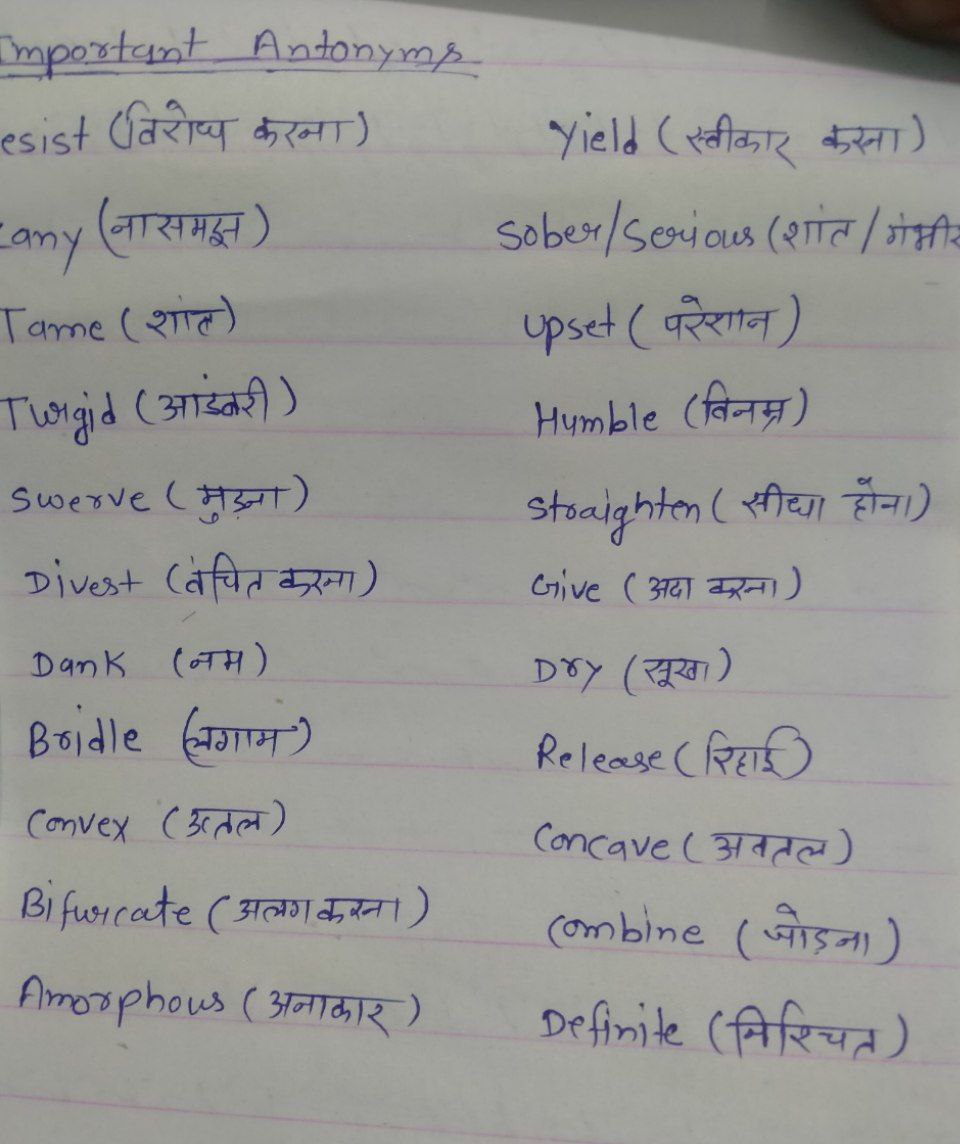 Important Antonyms
esist (विरोध करना) Yield (स्वीकार करना)
any (नासमझ) Sober/Serious (शांत/गंभीर
Tame (शांत) Upset (परेशान)
Turgid (आडंबरी) Humble (विनम्र)
Swerve (मुड़ना) Straighten (सीधा होना)
Divest (वंचित करना) Give (अदा करना)
Dank (नम) Dry (सूखा)
Bridle (लगाम) Release (रिहाई)
Convex (उत्तल) Concave (अवतल)
Bifurcate (अलग करना) Combine (जोड़ना)
Amorphous (अनाकार) Definite (निश्चित)